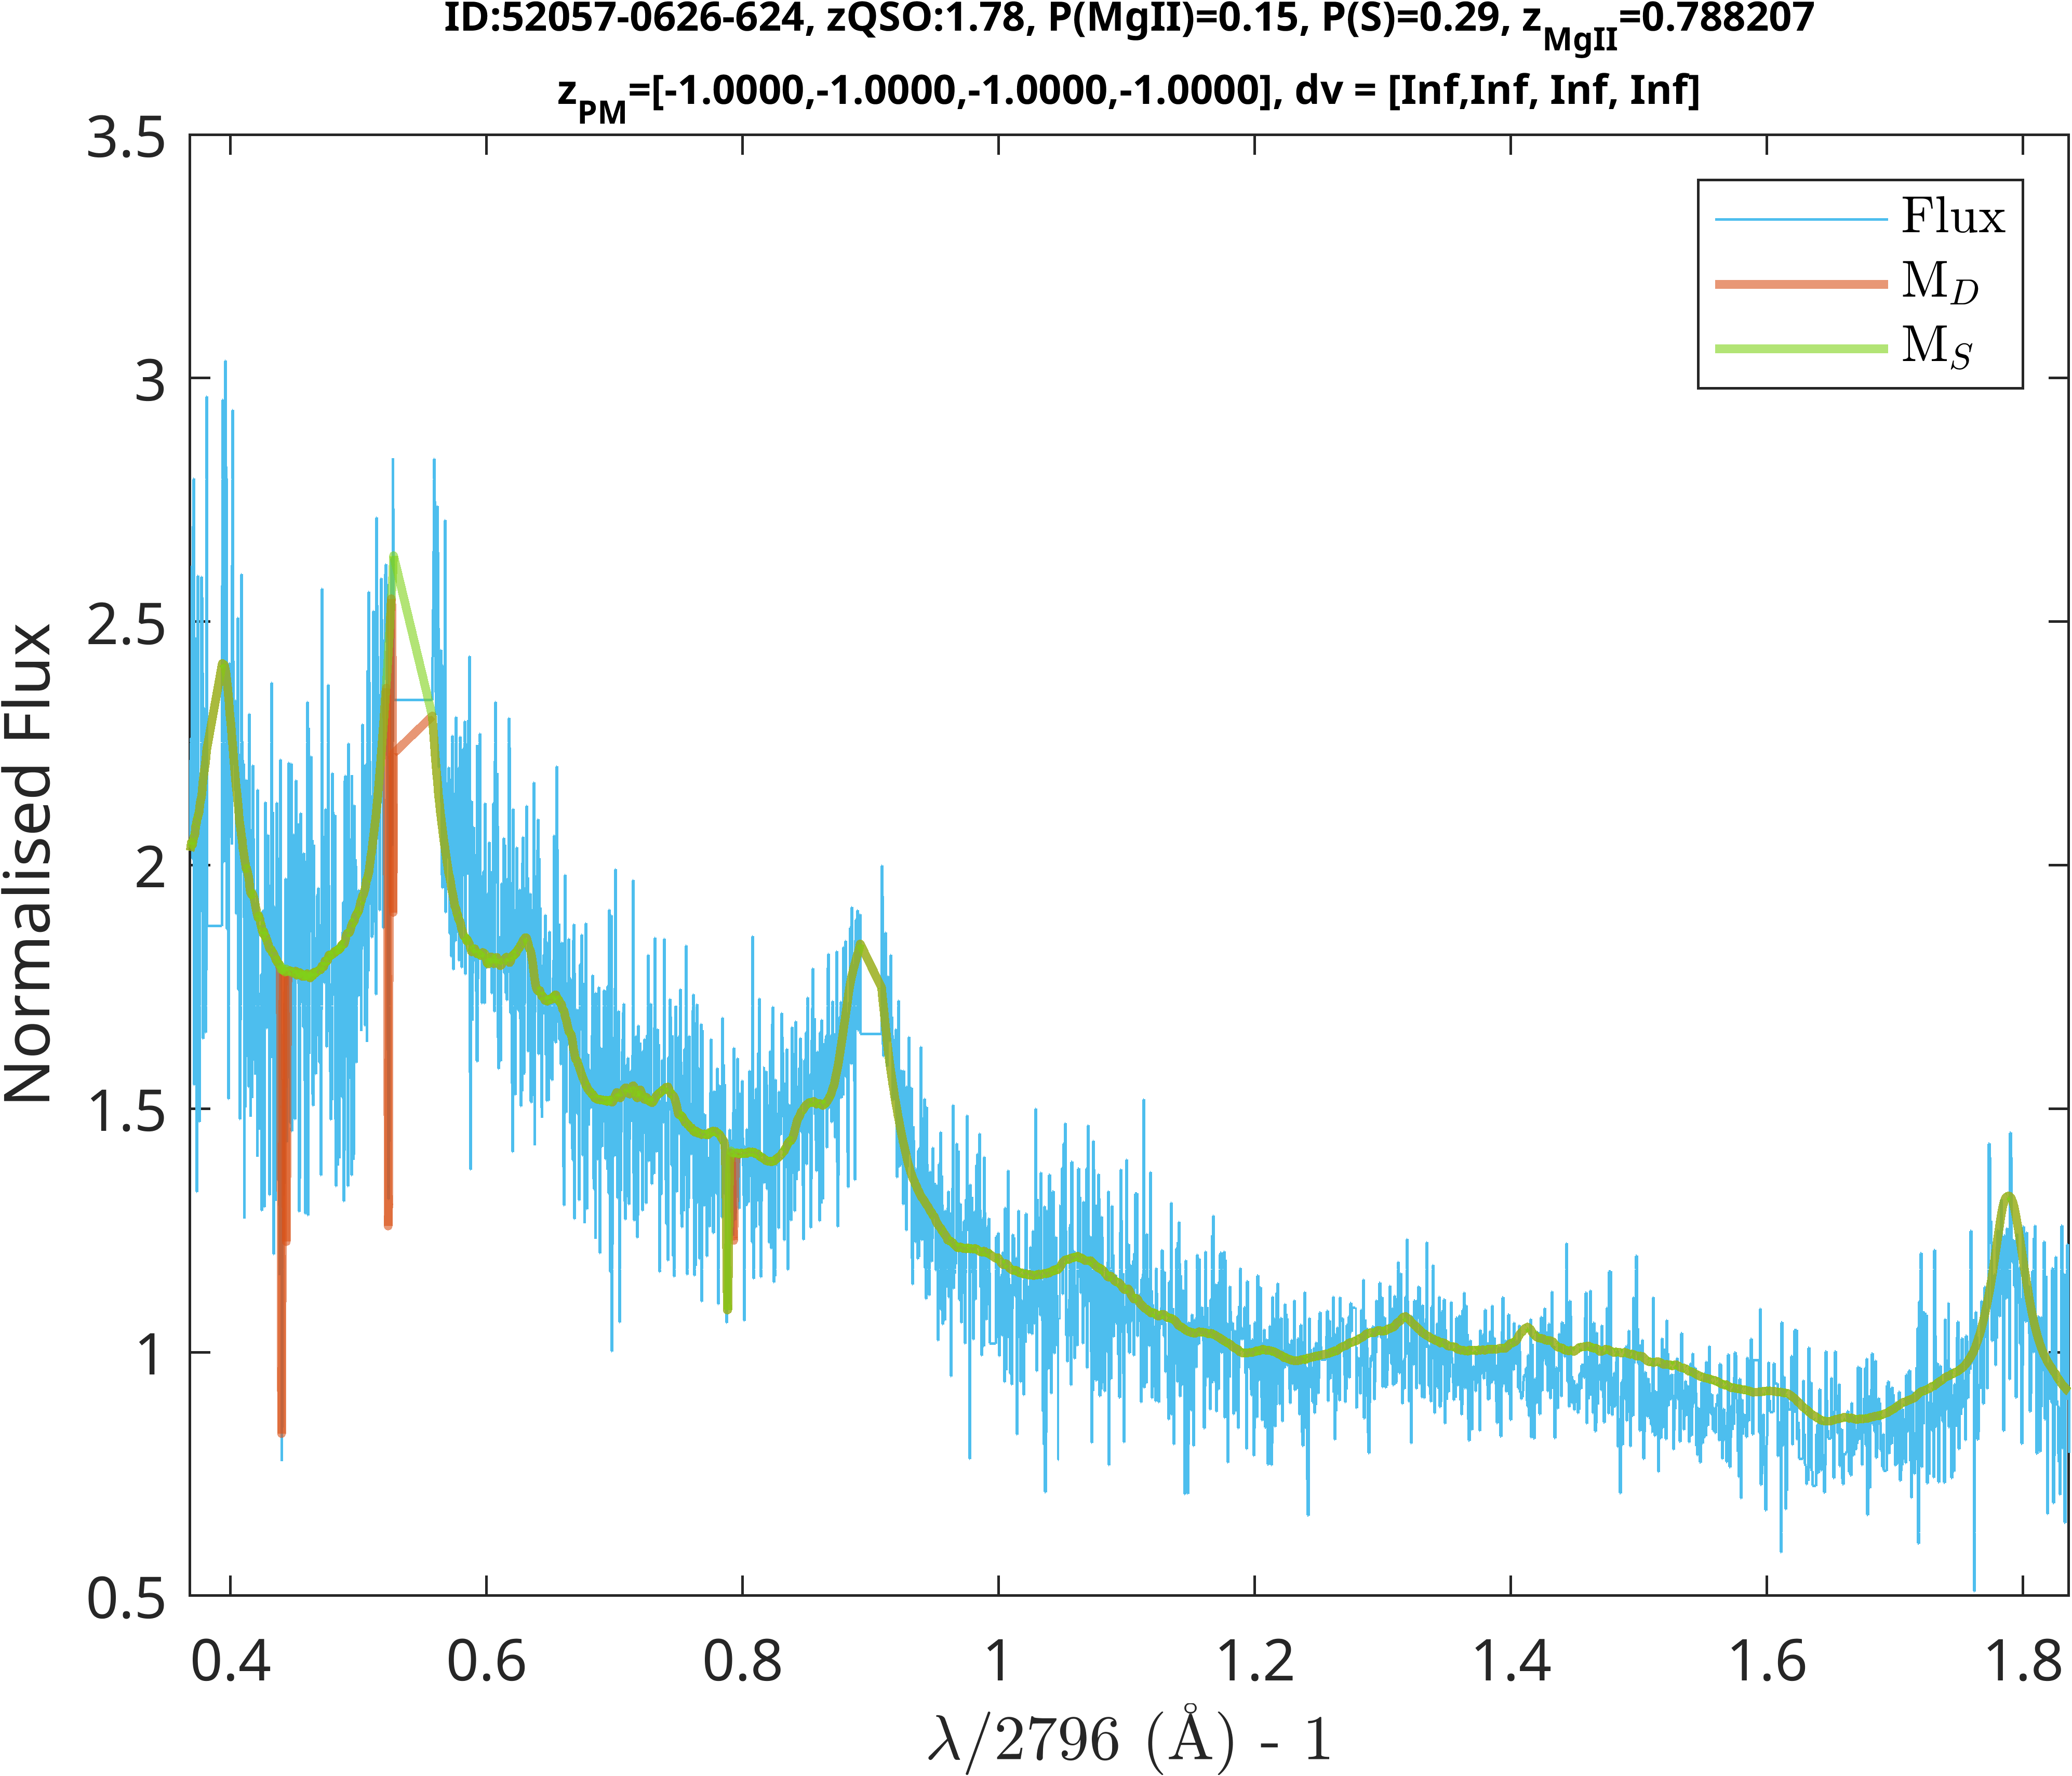 ID:52057-0626-624, zQSO:1.78, P(MgII)=0.15, P(S)=0.29, zMgII=0.788207
zPM=[-1.0000,-1.0000,-1.0000,-1.0000], dv = [Inf,Inf, Inf, Inf]
3.5
3
2.5
2
1.5
1
0.5
Normalised Flux
Flux
MD
MS
0.4 0.6 0.8 1 1.2 1.4 1.6 1.8
λ/2796 (Å) - 1